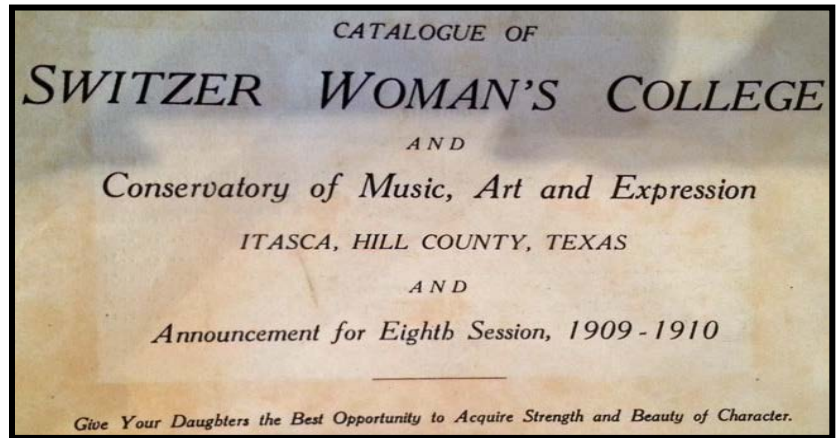 CATALOGUE OF
SWITZER WOMAN'S COLLEGE
AND
Conservatory of Music, Art and Expression
ITASCA, HILL COUNTY, TEXAS
AND
Announcement for Eighth Session, 1909-1910
Give Your Daughters the Best Opportunity to Acquire Strength and Beauty of Character.